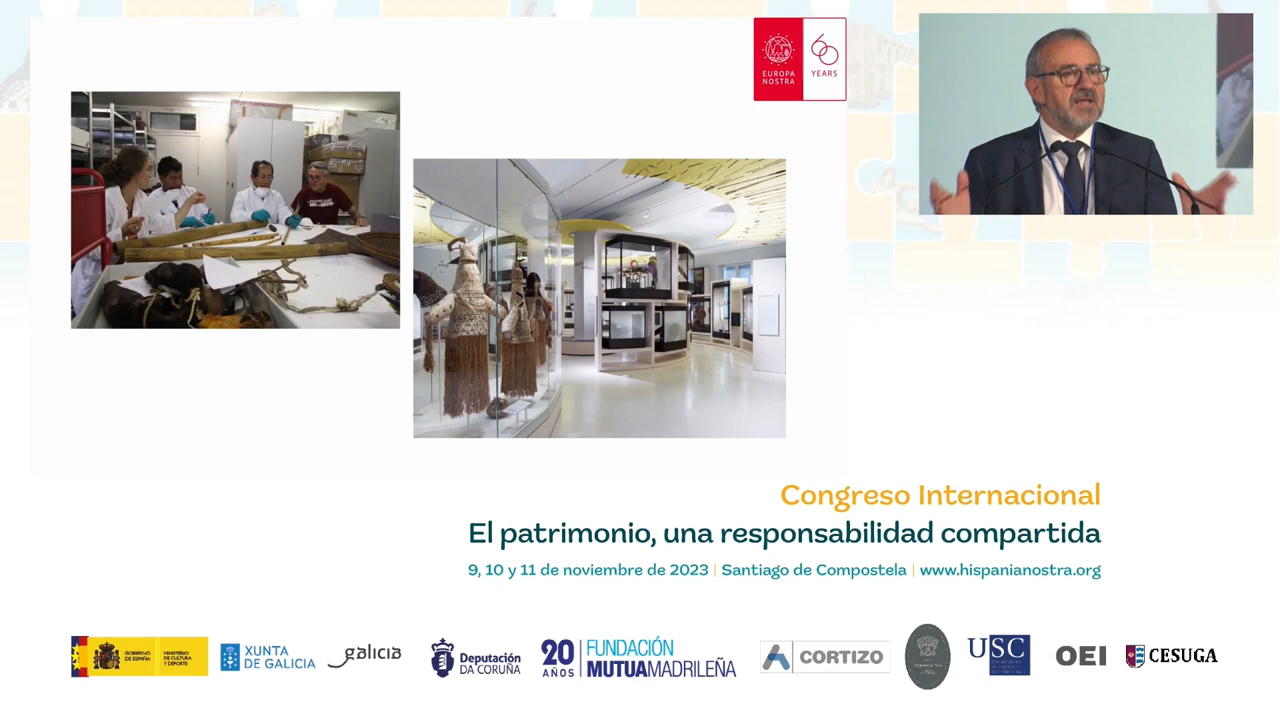 EUROPA
NOSTRA
60
YEARS
Congreso Internacional
El patrimonio, una responsabilidad compartida
9, 10 y 11 de noviembre de 2023 | Santiago de Compostela | www.hispanianostra.org
GOBIERNO
DE ESPAÑA
MINISTERIO
DE CULTURA
Y DEPORTE
XUNTA
DE GALICIA
galicia
Deputación
DA CORUÑA
20
AÑOS
FUNDACIÓN
MUTUAMADRILEÑA
CORTIZO
USC
OEI
CESUGA